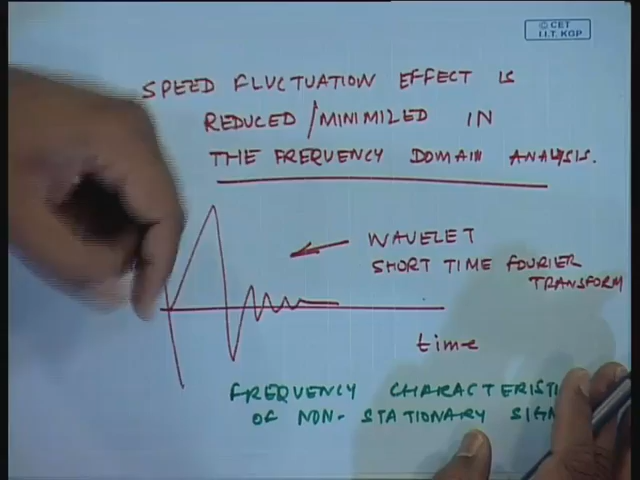 © CET
I.I.T. KGP
SPEED FLUCTUATION EFFECT IS
REDUCED/MINIMIZED IN
THE FREQUENCY DOMAIN ANALYSIS.
WAVELET
SHORT TIME FOURIER
TRANSFORM
time
FREQUENCY CHARACTERISTI
OF NON-STATIONARY SIGN